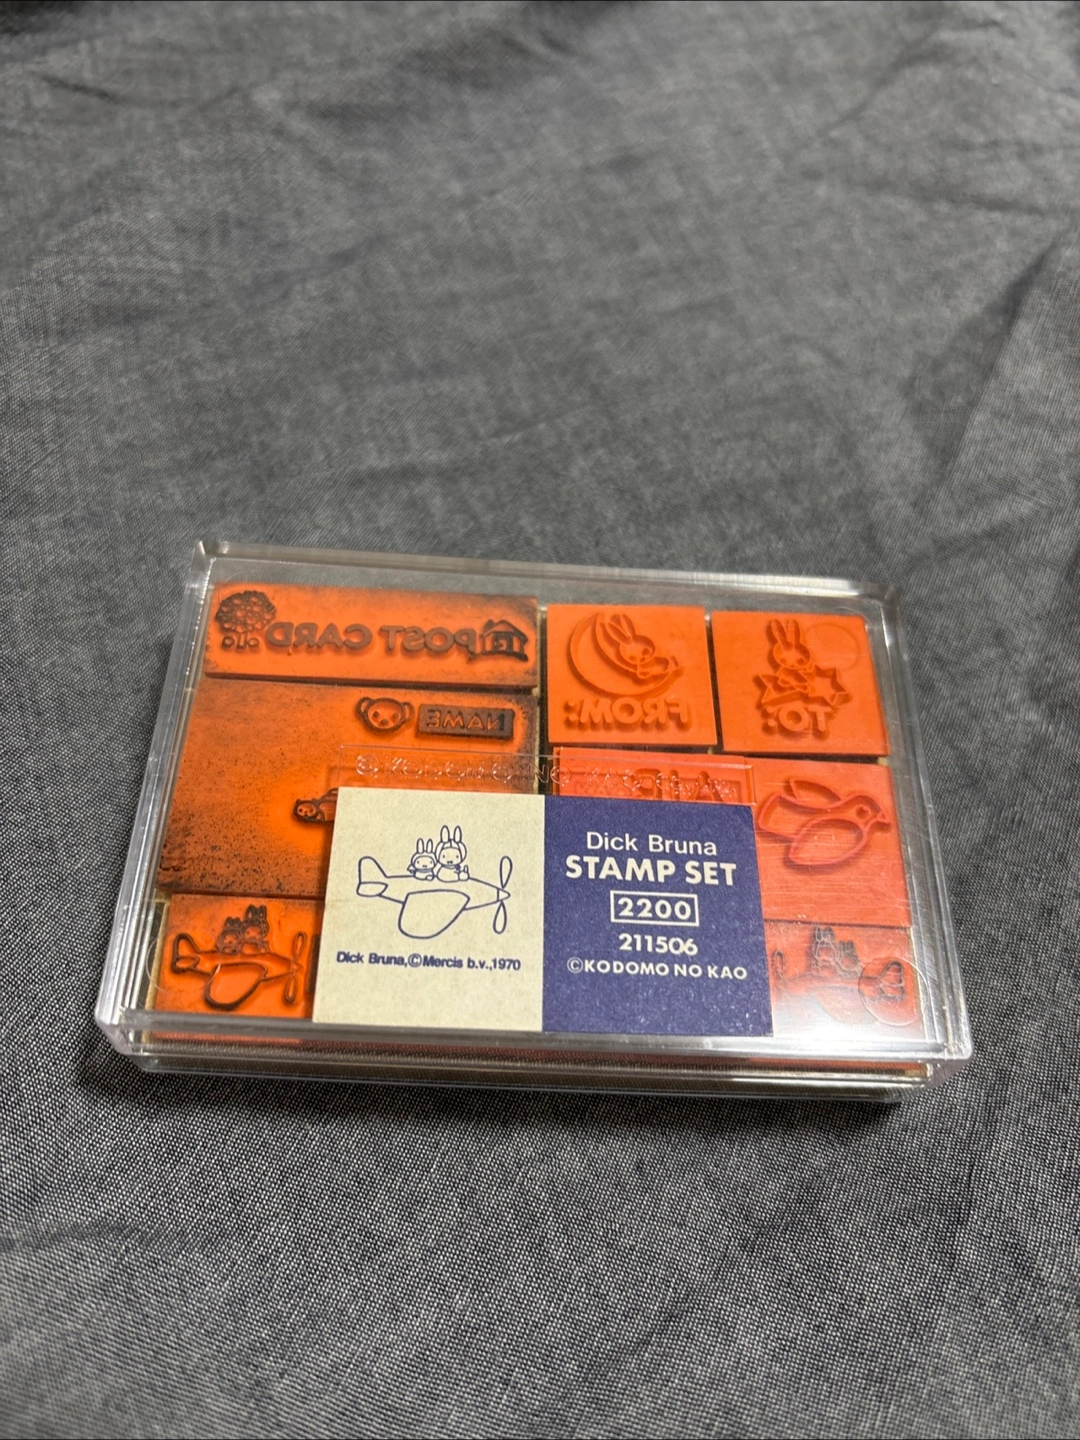 POST CARD
FROM:
TO:
NAME
Dick Bruna
STAMP SET
2200
211506
©KODOMO NO KAO
Dick Bruna,©Mercis b.v.,1970